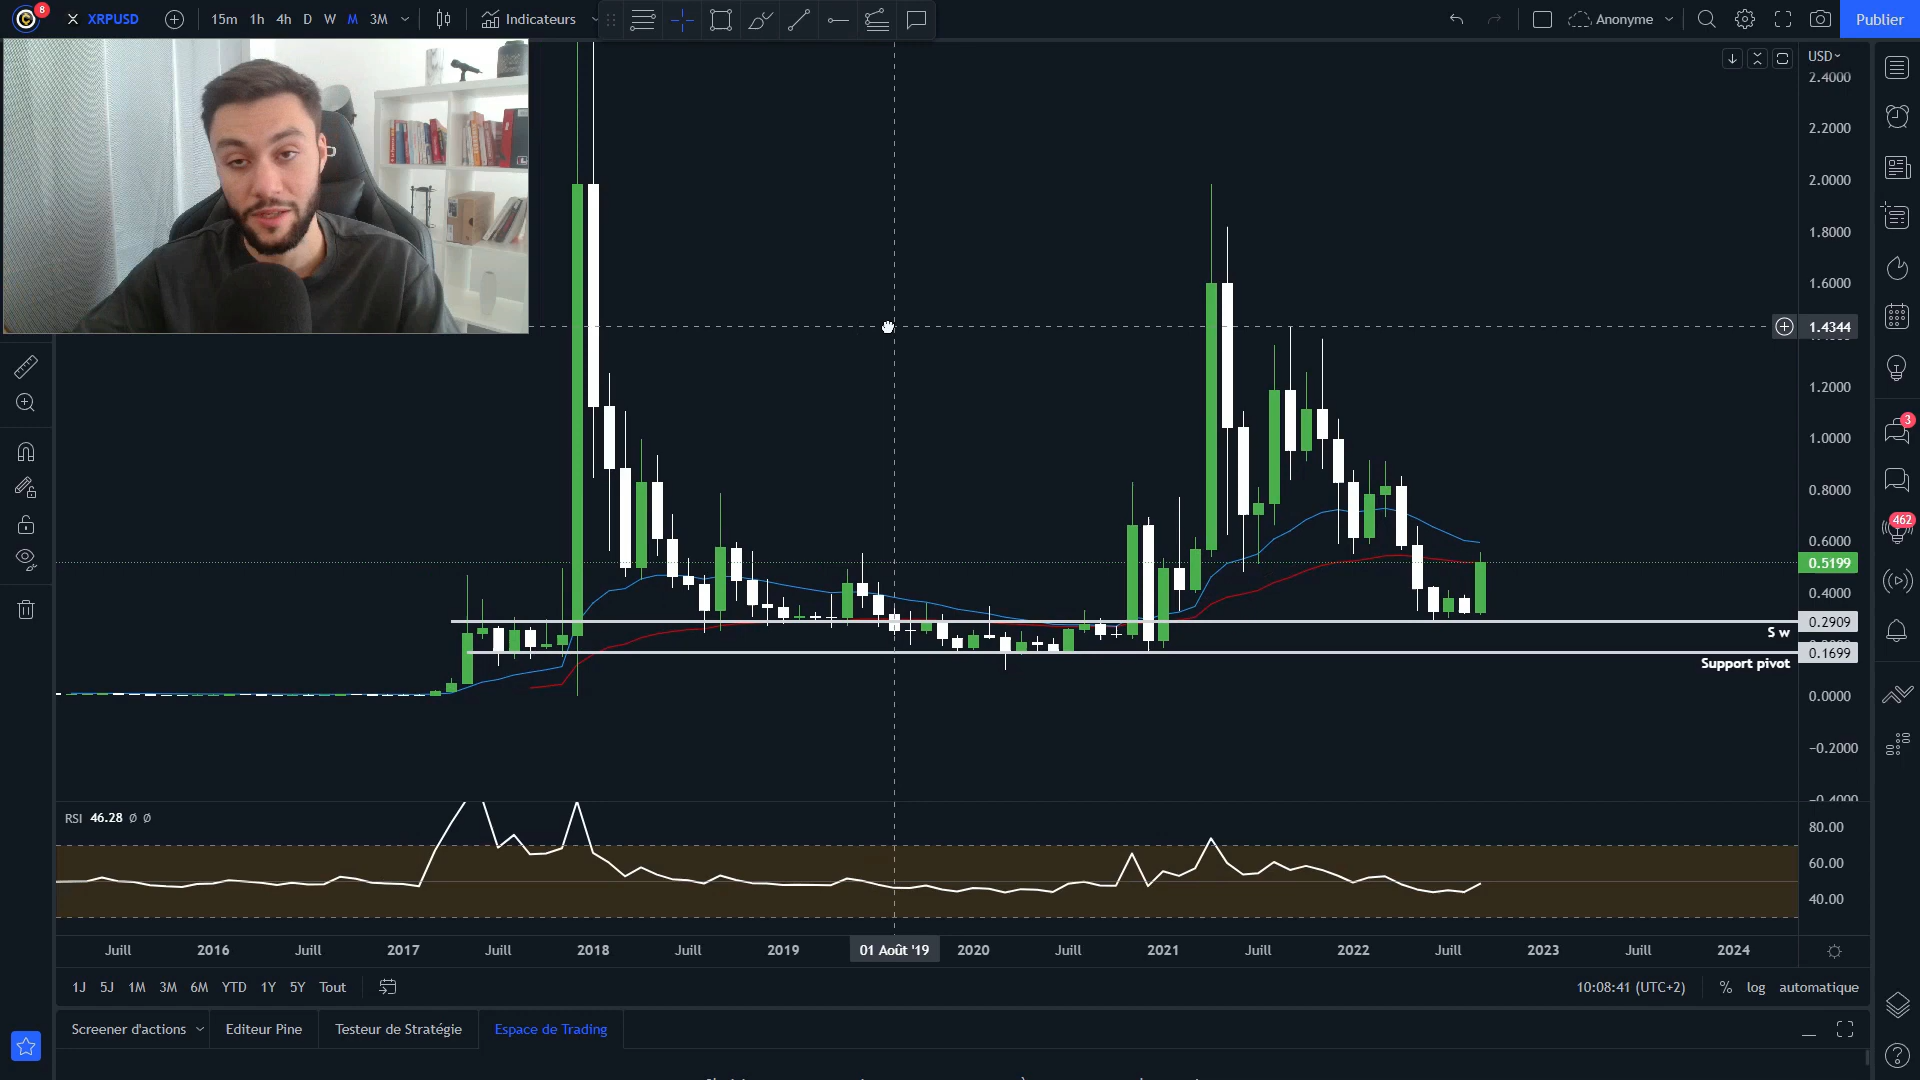 8
XRPUSD
15m 1h 4h D W M 3M
Indicateurs
Anonyme
Publier
USD
2.4000
2.2000
2.0000
1.8000
1.6000
1.4344
1.2000
1.0000
0.8000
0.6000
0.5199
0.4000
0.2909
S w
0.1699
Support pivot
0.0000
−0.2000
−0.4000
3
462
RSI 46.28 Ø Ø
80.00
60.00
40.00
Juill 2016 Juill 2017 Juill 2018 Juill 2019 01 Août '19 2020 Juill 2021 Juill 2022 Juill 2023 Juill 2024
1J 5J 1M 3M 6M YTD 1Y 5Y Tout
10:08:41 (UTC+2) % log automatique
Screener d'actions Editeur Pine Testeur de Stratégie Espace de Trading